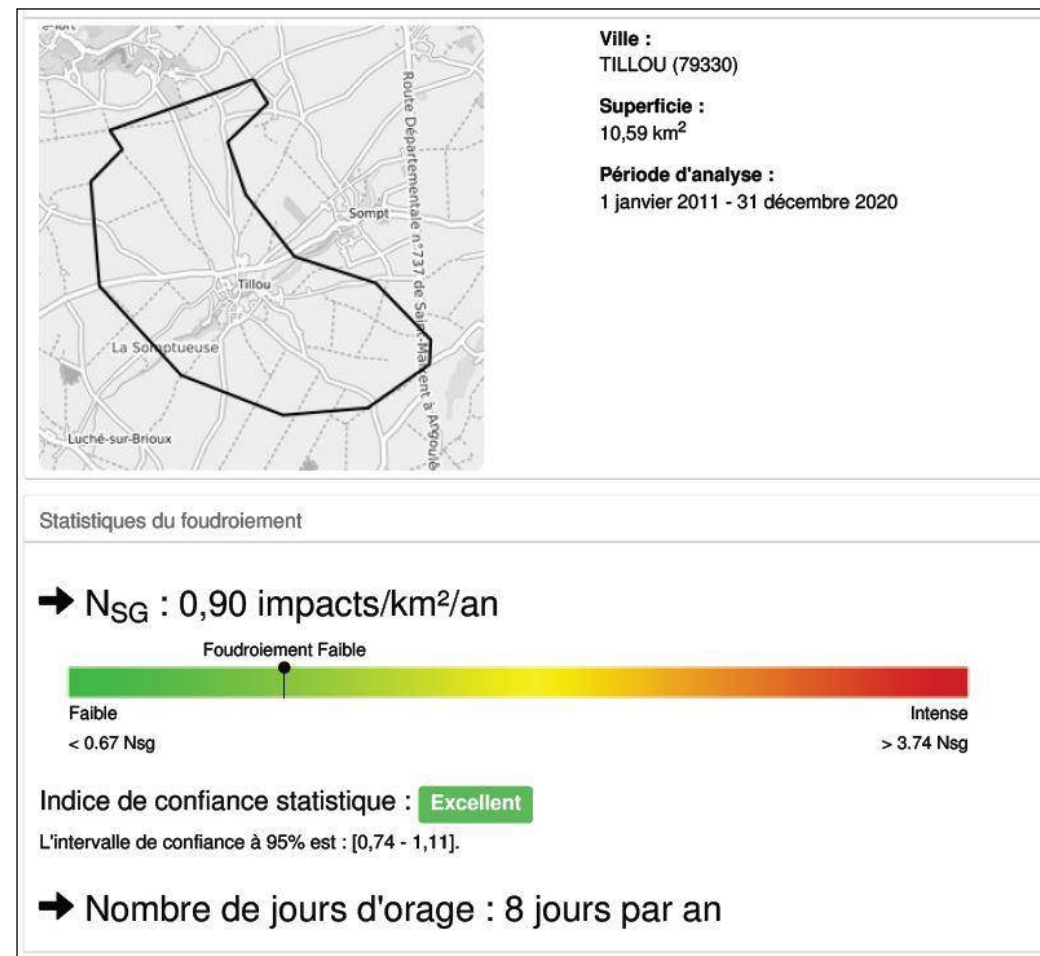 Ville :
TILLOU (79330)
Superficie :
10,59 km²
Période d'analyse :
1 janvier 2011 - 31 décembre 2020
Route Départementale n°737 de Saint-Maixent à Angoulê
Sompt
Tillou
La Somptueuse
Luché-sur-Brioux
Statistiques du foudroiement
➔ NSG : 0,90 impacts/km²/an
Foudroiement Faible
Faible
Intense
< 0.67 Nsg
> 3.74 Nsg
Indice de confiance statistique : Excellent
L'intervalle de confiance à 95% est : [0,74 - 1,11].
➔ Nombre de jours d'orage : 8 jours par an